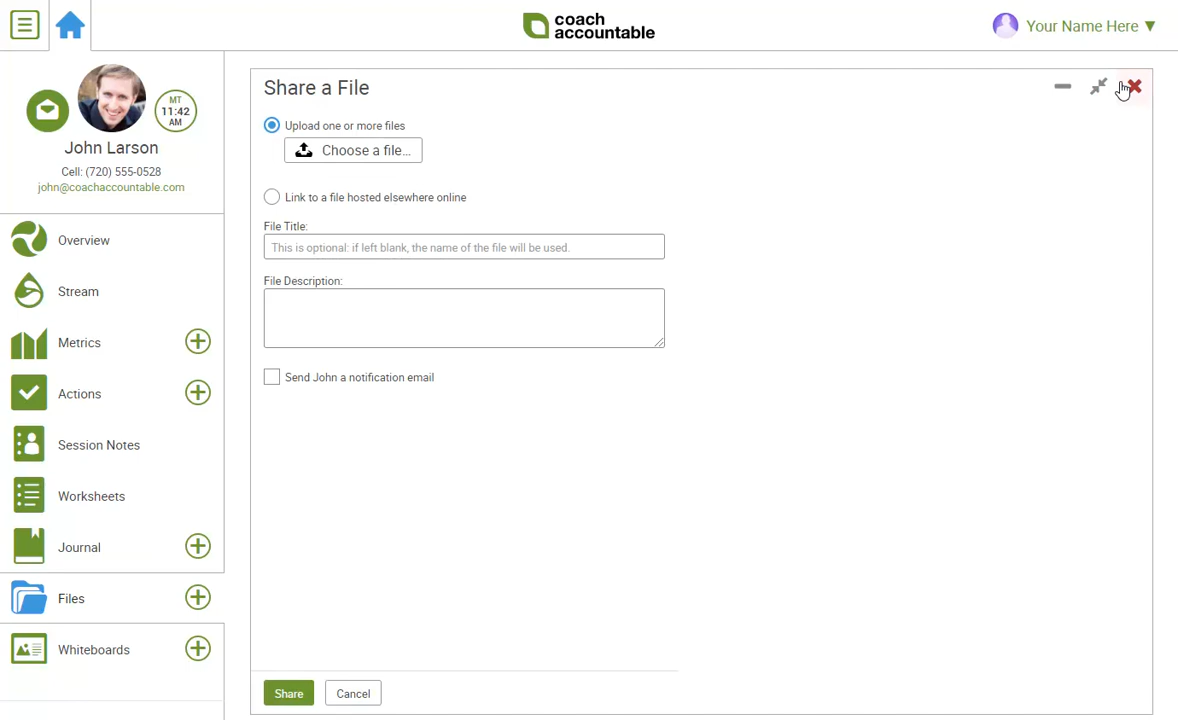 coach
accountable
Your Name Here ▼
MT
11:42
AM
John Larson
Cell: (720) 555-0528
john@coachaccountable.com
Overview
Stream
Metrics
Actions
Session Notes
Worksheets
Journal
Files
Whiteboards
Share a File
Upload one or more files
Choose a file...
Link to a file hosted elsewhere online
File Title:
This is optional: if left blank, the name of the file will be used.
File Description:
Send John a notification email
Share
Cancel